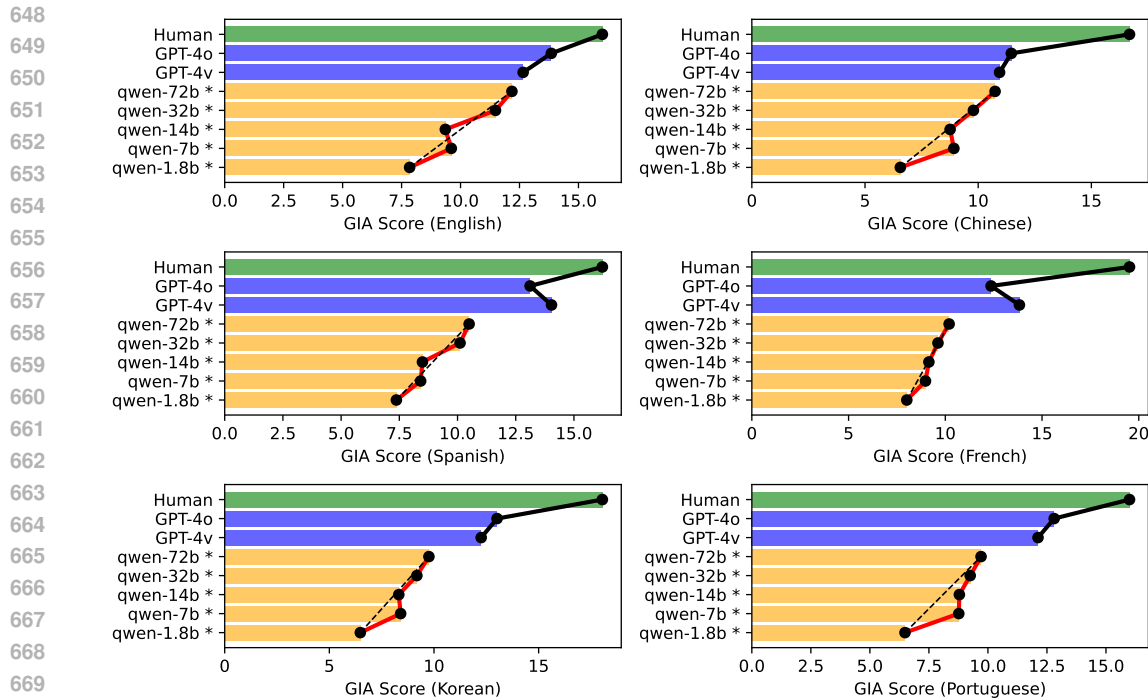 648
649
650
651
652
653
654
655
656
657
658
659
660
661
662
663
664
665
666
667
668
669
Human
GPT-4o
GPT-4v
qwen-72b *
qwen-32b *
qwen-14b *
qwen-7b *
qwen-1.8b *
0.0 2.5 5.0 7.5 10.0 12.5 15.0
GIA Score (English)
Human
GPT-4o
GPT-4v
qwen-72b *
qwen-32b *
qwen-14b *
qwen-7b *
qwen-1.8b *
0 5 10 15
GIA Score (Chinese)
Human
GPT-4o
GPT-4v
qwen-72b *
qwen-32b *
qwen-14b *
qwen-7b *
qwen-1.8b *
0.0 2.5 5.0 7.5 10.0 12.5 15.0
GIA Score (Spanish)
Human
GPT-4o
GPT-4v
qwen-72b *
qwen-32b *
qwen-14b *
qwen-7b *
qwen-1.8b *
0 5 10 15 20
GIA Score (French)
Human
GPT-4o
GPT-4v
qwen-72b *
qwen-32b *
qwen-14b *
qwen-7b *
qwen-1.8b *
0 5 10 15
GIA Score (Korean)
Human
GPT-4o
GPT-4v
qwen-72b *
qwen-32b *
qwen-14b *
qwen-7b *
qwen-1.8b *
0.0 2.5 5.0 7.5 10.0 12.5 15.0
GIA Score (Portuguese)